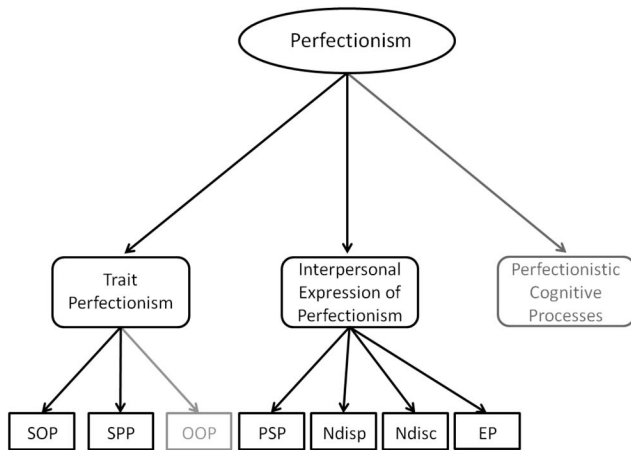 Perfectionism
Trait
Perfectionism
Interpersonal
Expression of
Perfectionism
Perfectionistic
Cognitive
Processes
SOP
SPP
OOP
PSP
Ndisp
Ndisc
EP